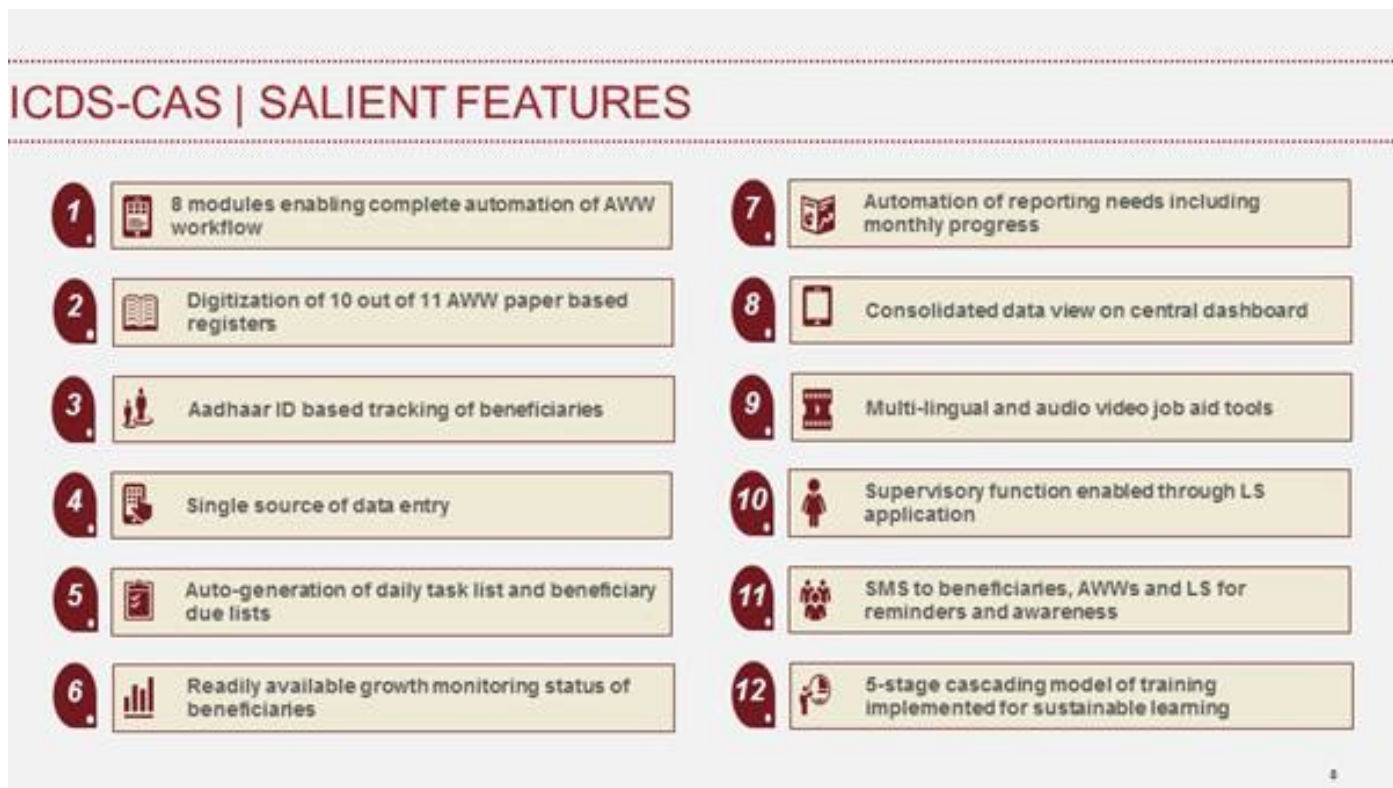 ICDS-CAS | SALIENT FEATURES
1
8 modules enabling complete automation of AWW
workflow
2
Digitization of 10 out of 11 AWW paper based
registers
3
Aadhaar ID based tracking of beneficiaries
4
Single source of data entry
5
Auto-generation of daily task list and beneficiary
due lists
6
Readily available growth monitoring status of
beneficiaries
7
Automation of reporting needs including
monthly progress
8
Consolidated data view on central dashboard
9
Multi-lingual and audio video job aid tools
10
Supervisory function enabled through LS
application
11
SMS to beneficiaries, AWWs and LS for
reminders and awareness
12
5-stage cascading model of training
implemented for sustainable learning
8